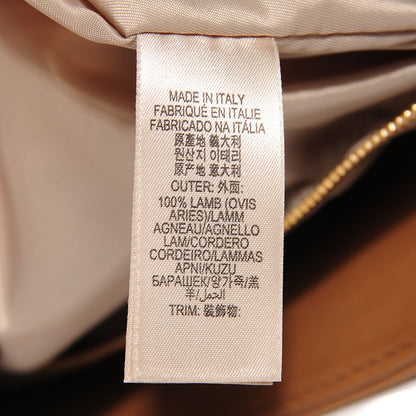 MADE IN ITALY
FABRIQUÉ EN ITALIE
FABRICADO NA ITÁLIA
原產地 義大利
원산지 이태리
原产地 意大利
OUTER: 外面:
100% LAMB (OVIS
ARIES)/LAMM
AGNEAU/AGNELLO
LAM/CORDERO
CORDEIRO/LAMMAS
APNI/KUZU
БАРАШЕК/양가죽/羔
羊/الحمل/
TRIM: 裝飾物: